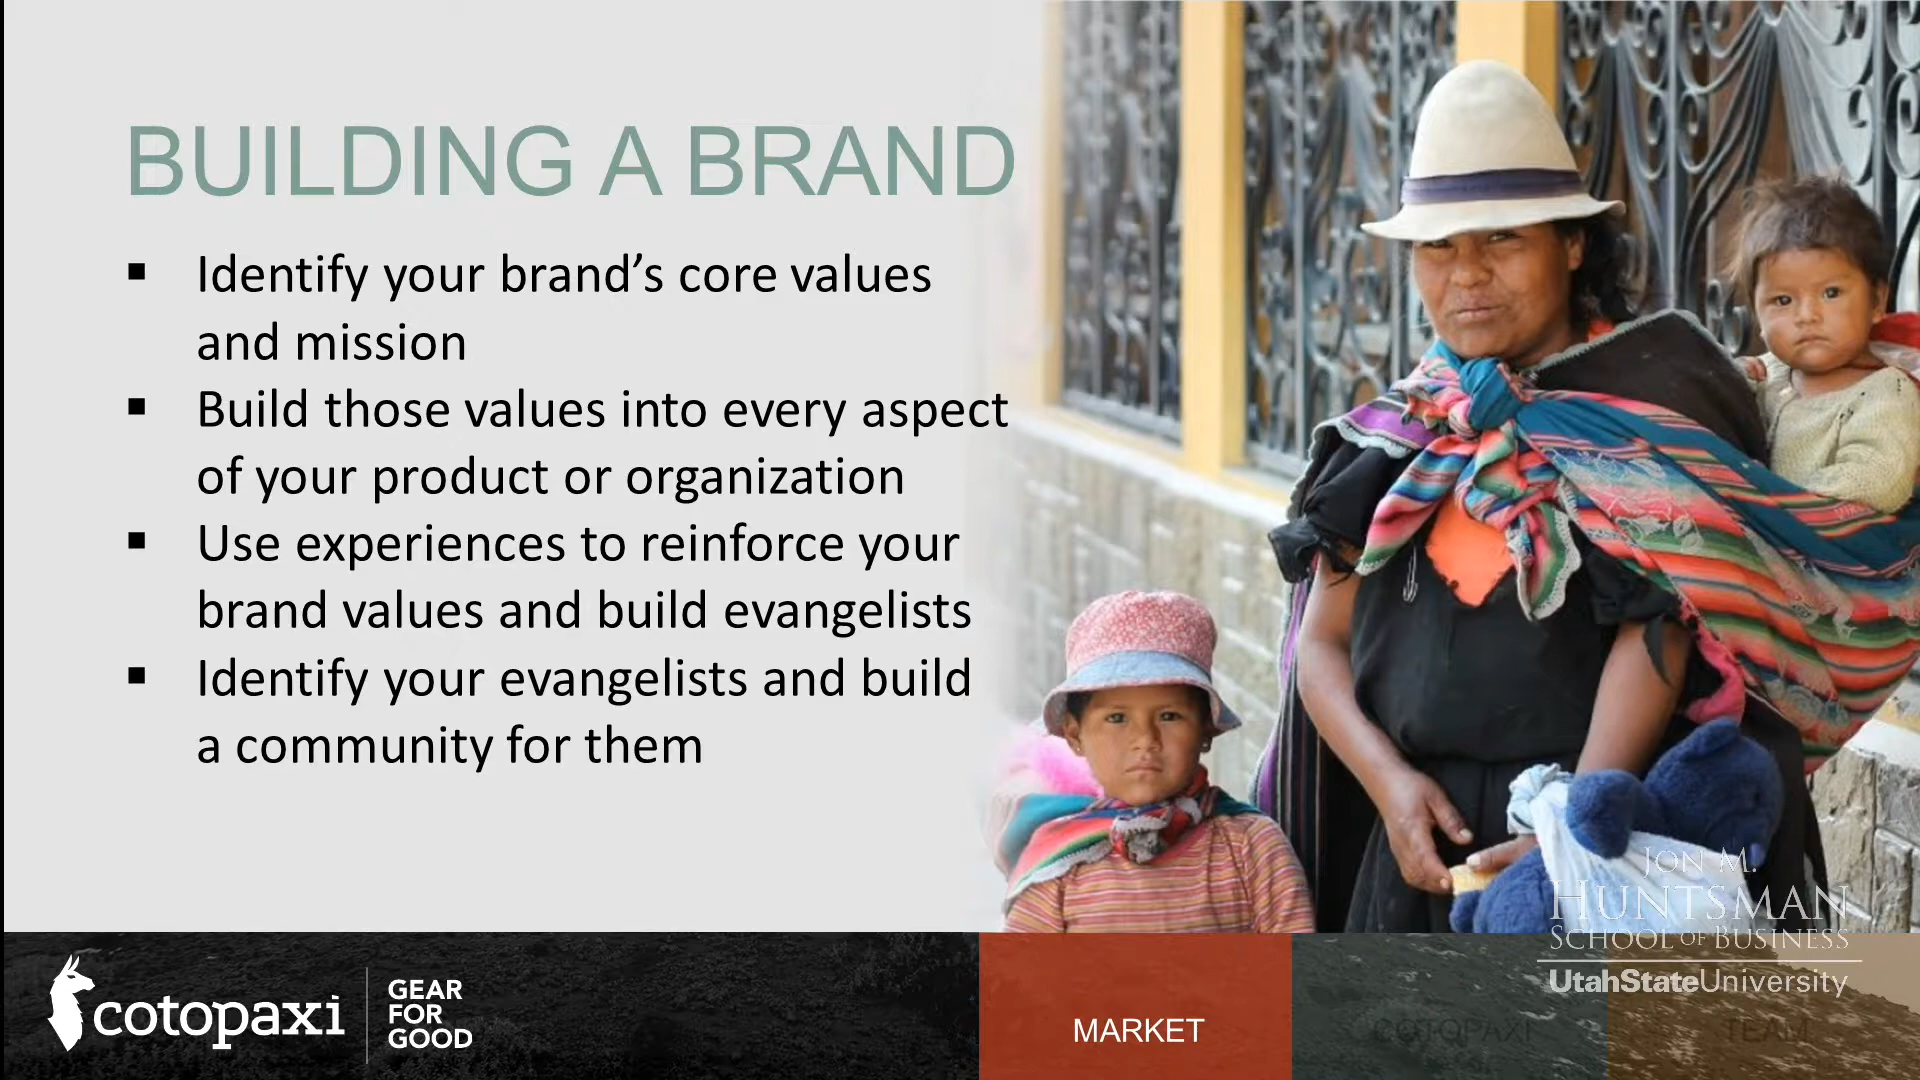 BUILDING A BRAND
▪ Identify your brand’s core values
and mission
▪ Build those values into every aspect
of your product or organization
▪ Use experiences to reinforce your
brand values and build evangelists
▪ Identify your evangelists and build
a community for them
JON M.
HUNTSMAN
SCHOOL OF BUSINESS
UtahStateUniversity
cotopaxi
GEAR
FOR
GOOD
MARKET
COTOPAXI
TEAM